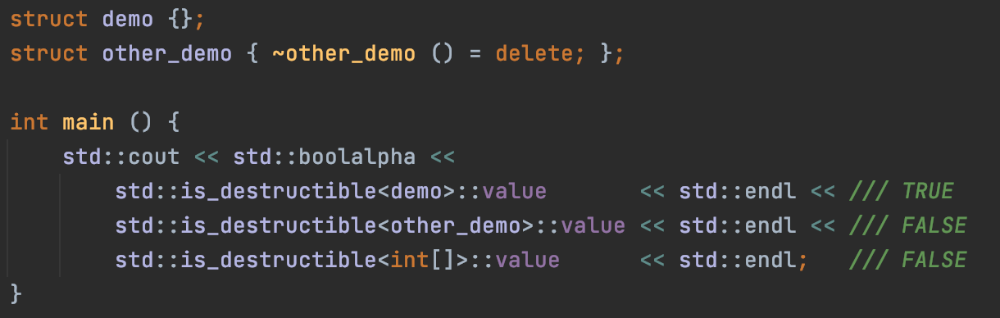 struct demo {};
struct other_demo { ~other_demo () = delete; };

int main () {
    std::cout << std::boolalpha <<
        std::is_destructible<demo>::value       << std::endl << /// TRUE
        std::is_destructible<other_demo>::value << std::endl << /// FALSE
        std::is_destructible<int[]>::value      << std::endl;   /// FALSE
}